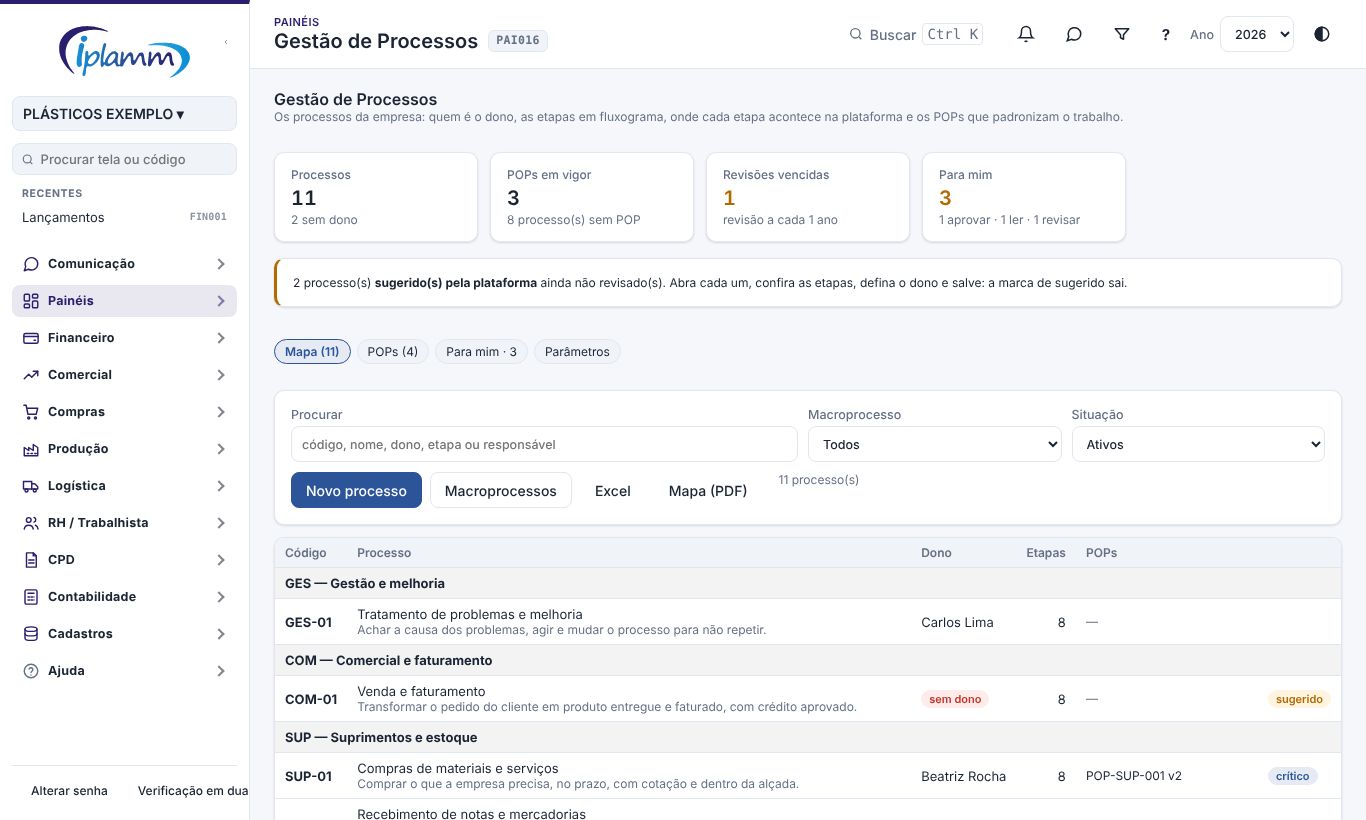 iplamm
‹
PLÁSTICOS EXEMPLO ▾
Procurar tela ou código
RECENTES
Lançamentos FIN001
Comunicação
Painéis
Financeiro
Comercial
Compras
Produção
Logística
RH / Trabalhista
CPD
Contabilidade
Cadastros
Ajuda
Alterar senha Verificação em dua
PAINÉIS
Gestão de Processos PAI016
Buscar Ctrl K
? Ano 2026
Gestão de Processos
Os processos da empresa: quem é o dono, as etapas em fluxograma, onde cada etapa acontece na plataforma e os POPs que padronizam o trabalho.
Processos
11
2 sem dono
POPs em vigor
3
8 processo(s) sem POP
Revisões vencidas
1
revisão a cada 1 ano
Para mim
3
1 aprovar · 1 ler · 1 revisar
2 processo(s) sugerido(s) pela plataforma ainda não revisado(s). Abra cada um, confira as etapas, defina o dono e salve: a marca de sugerido sai.
Mapa (11) POPs (4) Para mim · 3 Parâmetros
Procurar Macroprocesso Situação
código, nome, dono, etapa ou responsável Todos Ativos
Novo processo Macroprocessos Excel Mapa (PDF) 11 processo(s)
Código Processo Dono Etapas POPs
GES — Gestão e melhoria
GES-01 Tratamento de problemas e melhoria Carlos Lima 8 —
Achar a causa dos problemas, agir e mudar o processo para não repetir.
COM — Comercial e faturamento
COM-01 Venda e faturamento sem dono 8 — sugerido
Transformar o pedido do cliente em produto entregue e faturado, com crédito aprovado.
SUP — Suprimentos e estoque
SUP-01 Compras de materiais e serviços Beatriz Rocha 8 POP-SUP-001 v2 crítico
Comprar o que a empresa precisa, no prazo, com cotação e dentro da alçada.
Recebimento de notas e mercadorias